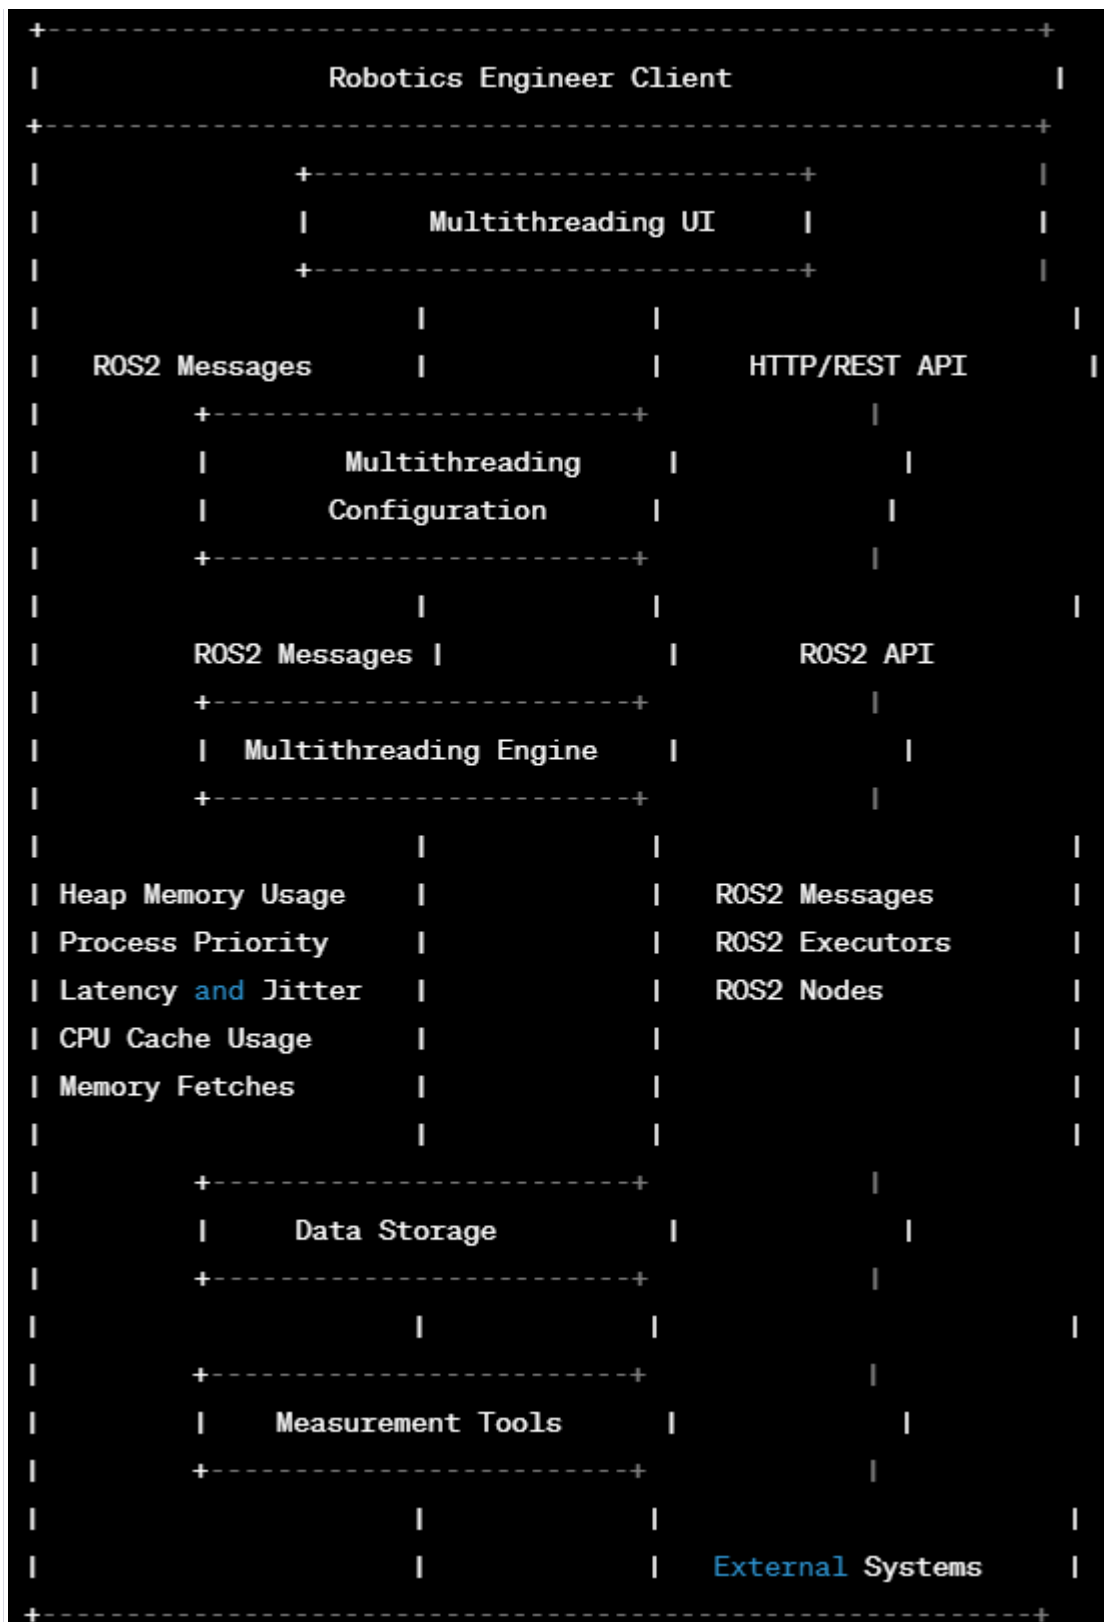 Robotics Engineer Client
Multithreading UI
ROS2 Messages HTTP/REST API
Multithreading
Configuration
ROS2 Messages ROS2 API
Multithreading Engine
Heap Memory Usage ROS2 Messages
Process Priority ROS2 Executors
Latency and Jitter ROS2 Nodes
CPU Cache Usage
Memory Fetches
Data Storage
Measurement Tools
External Systems